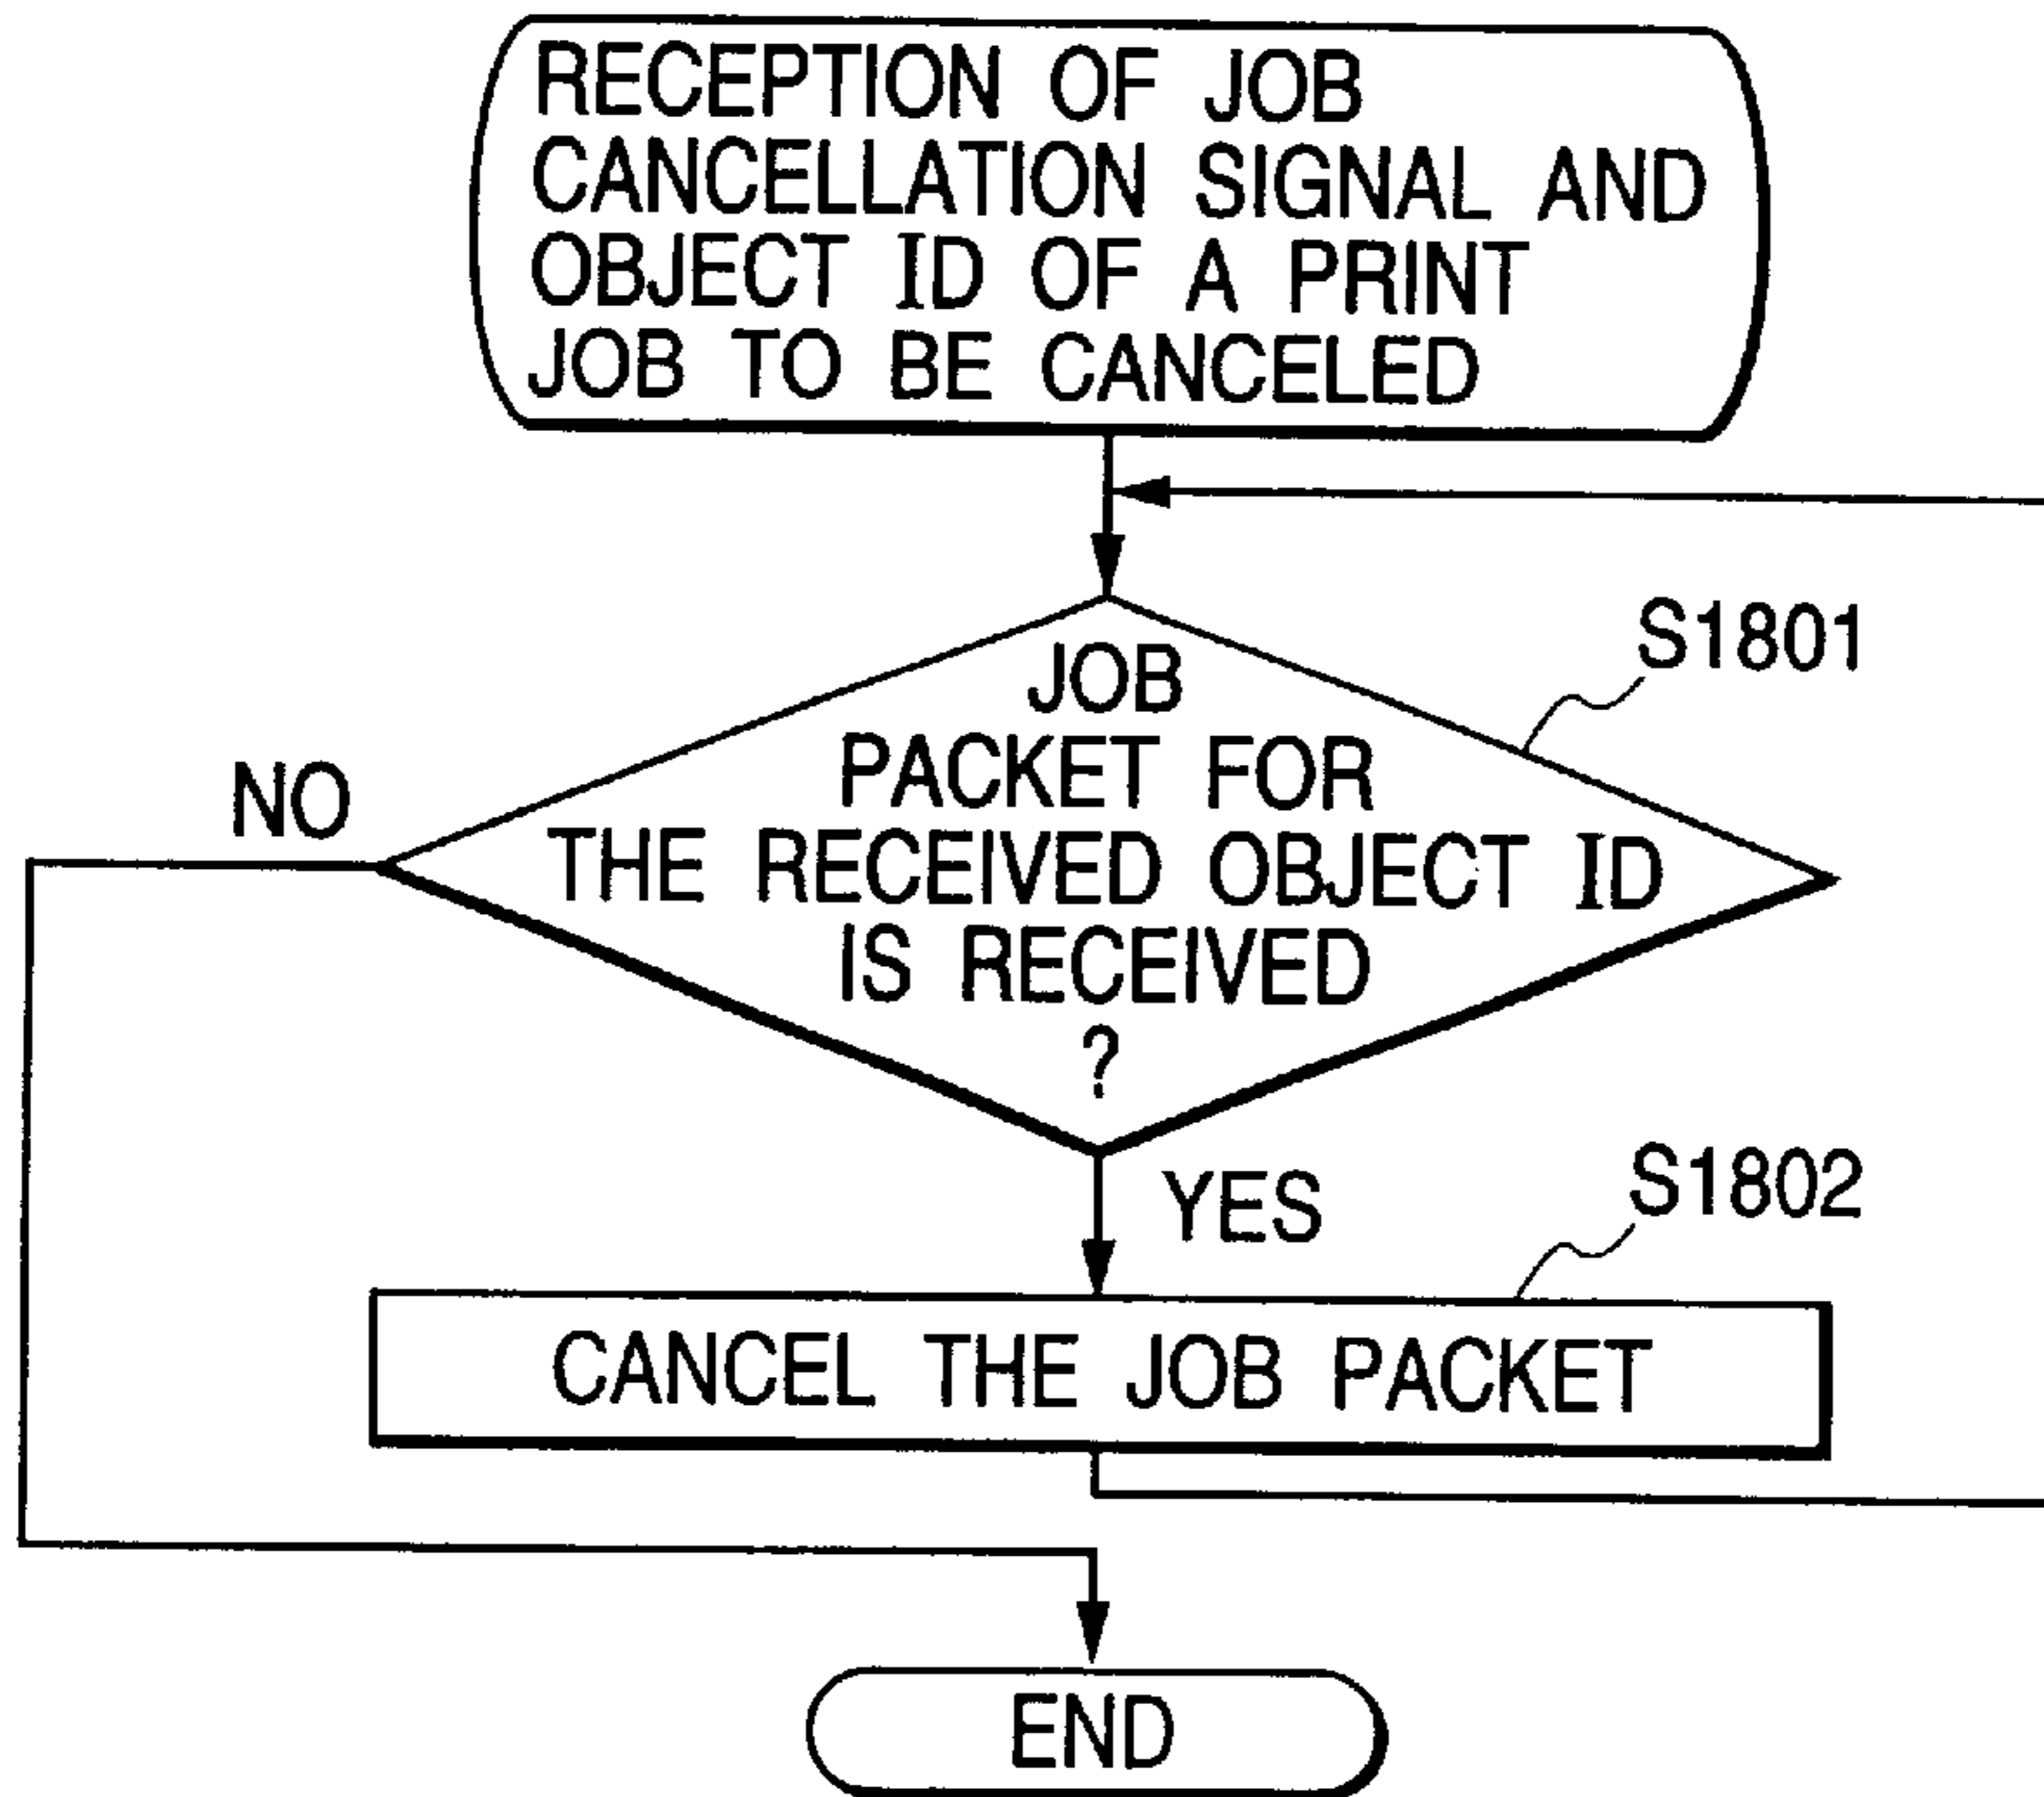 RECEPTION OF JOB
CANCELLATION SIGNAL AND
OBJECT ID OF A PRINT
JOB TO BE CANCELED
S1801
JOB
PACKET FOR
THE RECEIVED OBJECT ID
IS RECEIVED
?
NO
YES
S1802
CANCEL THE JOB PACKET
END